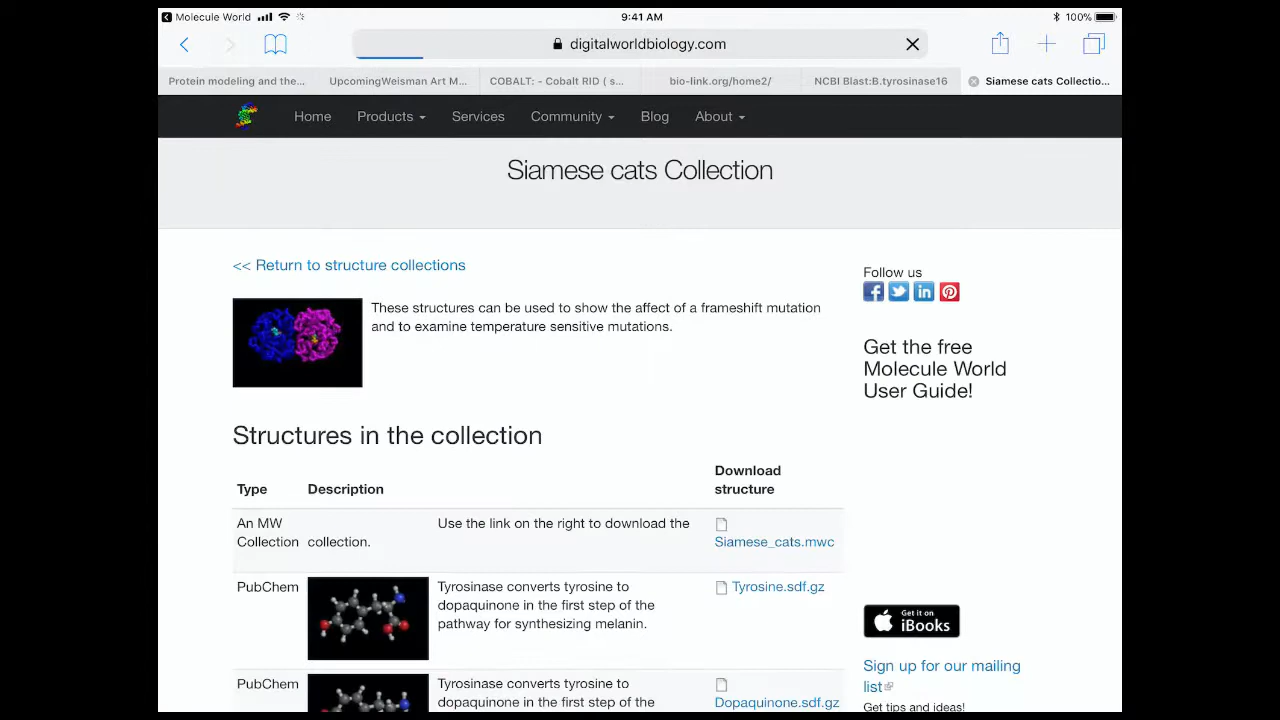 Molecule World
9:41 AM
100%
digitalworldbiology.com
Protein modeling and the...
UpcomingWeisman Art M...
COBALT: - Cobalt RID ( s...
bio-link.org/home2/
NCBI Blast:B.tyrosinase16
Siamese cats Collectio...
Home
Products
Services
Community
Blog
About
Siamese cats Collection
<< Return to structure collections
These structures can be used to show the affect of a frameshift mutation
and to examine temperature sensitive mutations.
Follow us
Get the free
Molecule World
User Guide!
Structures in the collection
Type
Description
Download
structure
An MW
Collection
Use the link on the right to download the
collection.
Siamese_cats.mwc
PubChem
Tyrosinase converts tyrosine to
dopaquinone in the first step of the
pathway for synthesizing melanin.
Tyrosine.sdf.gz
PubChem
Tyrosinase converts tyrosine to
dopaquinone in the first step of the
Dopaquinone.sdf.gz
Get it on
iBooks
Sign up for our mailing
list
Get tips and ideas!